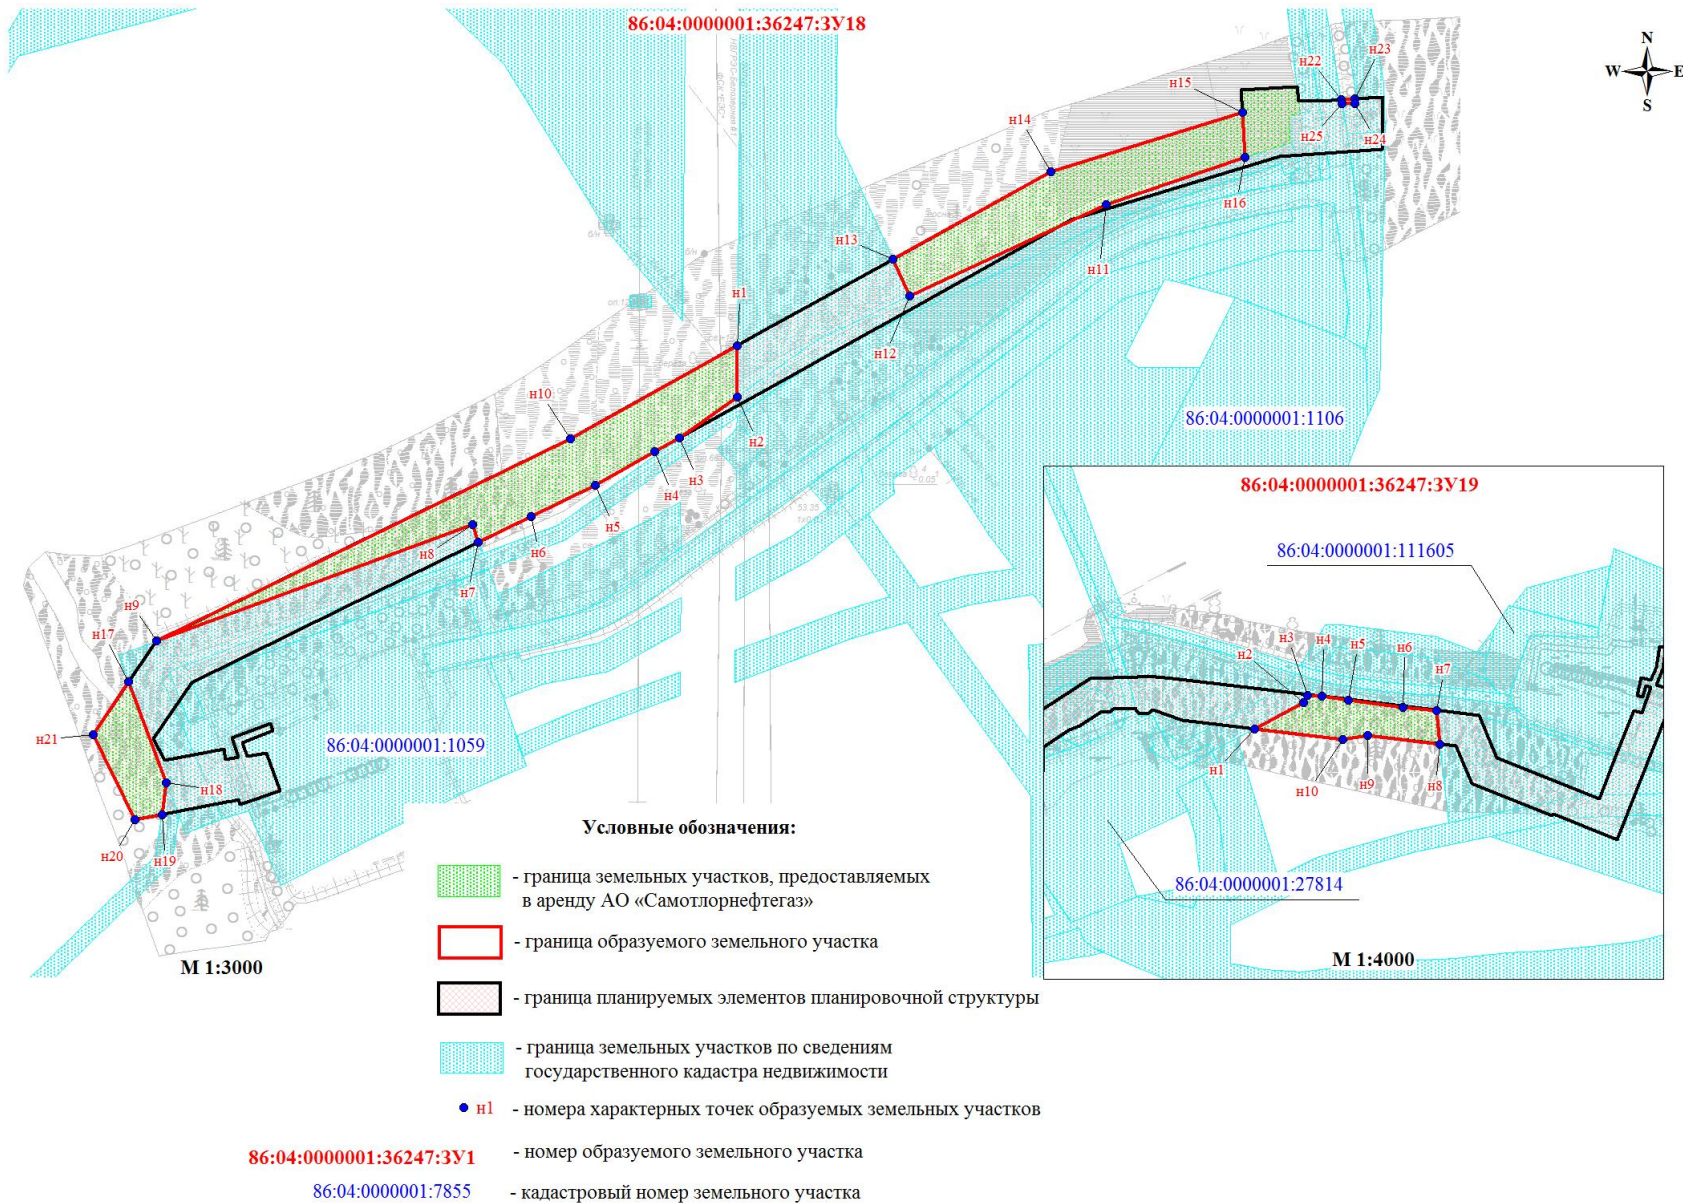 86:04:0000001:36247:ЗУ18
N
W E
S
н22
н23
н15
н14
н25
н24
н16
н13
н11
н1
н12
н10
н2
86:04:0000001:1106
н3
н4
н5
н8
н6
н7
н9
н17
н21
86:04:0000001:1059
н18
н20
н19
М 1:3000
оп.12
б/н
б/н
53.35
86:04:0000001:36247:ЗУ19
86:04:0000001:111605
н3
н4
н2
н5
н6
н7
н1
н10
н9
н8
86:04:0000001:27814
М 1:4000
Условные обозначения:
- граница земельных участков, предоставляемых
в аренду АО «Самотлорнефтегаз»
- граница образуемого земельного участка
- граница планируемых элементов планировочной структуры
- граница земельных участков по сведениям
государственного кадастра недвижимости
н1 - номера характерных точек образуемых земельных участков
86:04:0000001:36247:ЗУ1 - номер образуемого земельного участка
86:04:0000001:7855 - кадастровый номер земельного участка